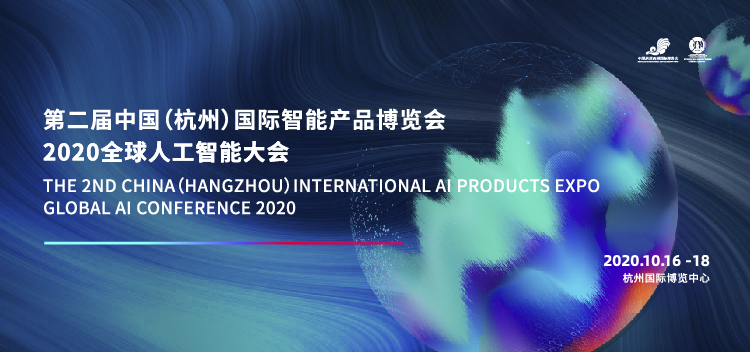 第二届中国（杭州）国际智能产品博览会
2020全球人工智能大会
THE 2ND CHINA（HANGZHOU）INTERNATIONAL AI PRODUCTS EXPO
GLOBAL AI CONFERENCE 2020
2020.10.16 -18
杭州国际博览中心